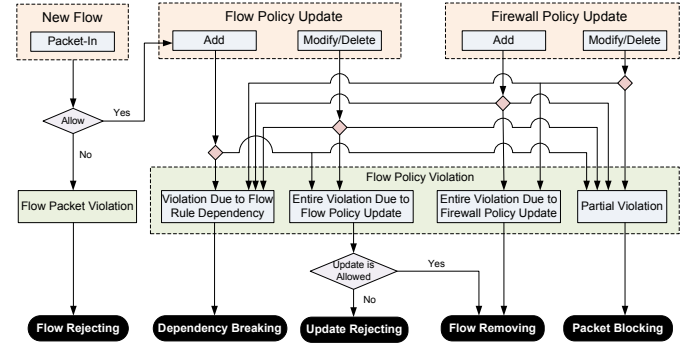 New Flow
Flow Policy Update
Firewall Policy Update
Packet-In
Add
Modify/Delete
Add
Modify/Delete
Allow
Yes
No
Flow Policy Violation
Flow Packet Violation
Violation Due to Flow
Rule Dependency
Entire Violation Due to
Flow Policy Update
Entire Violation Due to
Firewall Policy Update
Partial Violation
Update is
Allowed
Yes
No
Flow Rejecting
Dependency Breaking
Update Rejecting
Flow Removing
Packet Blocking